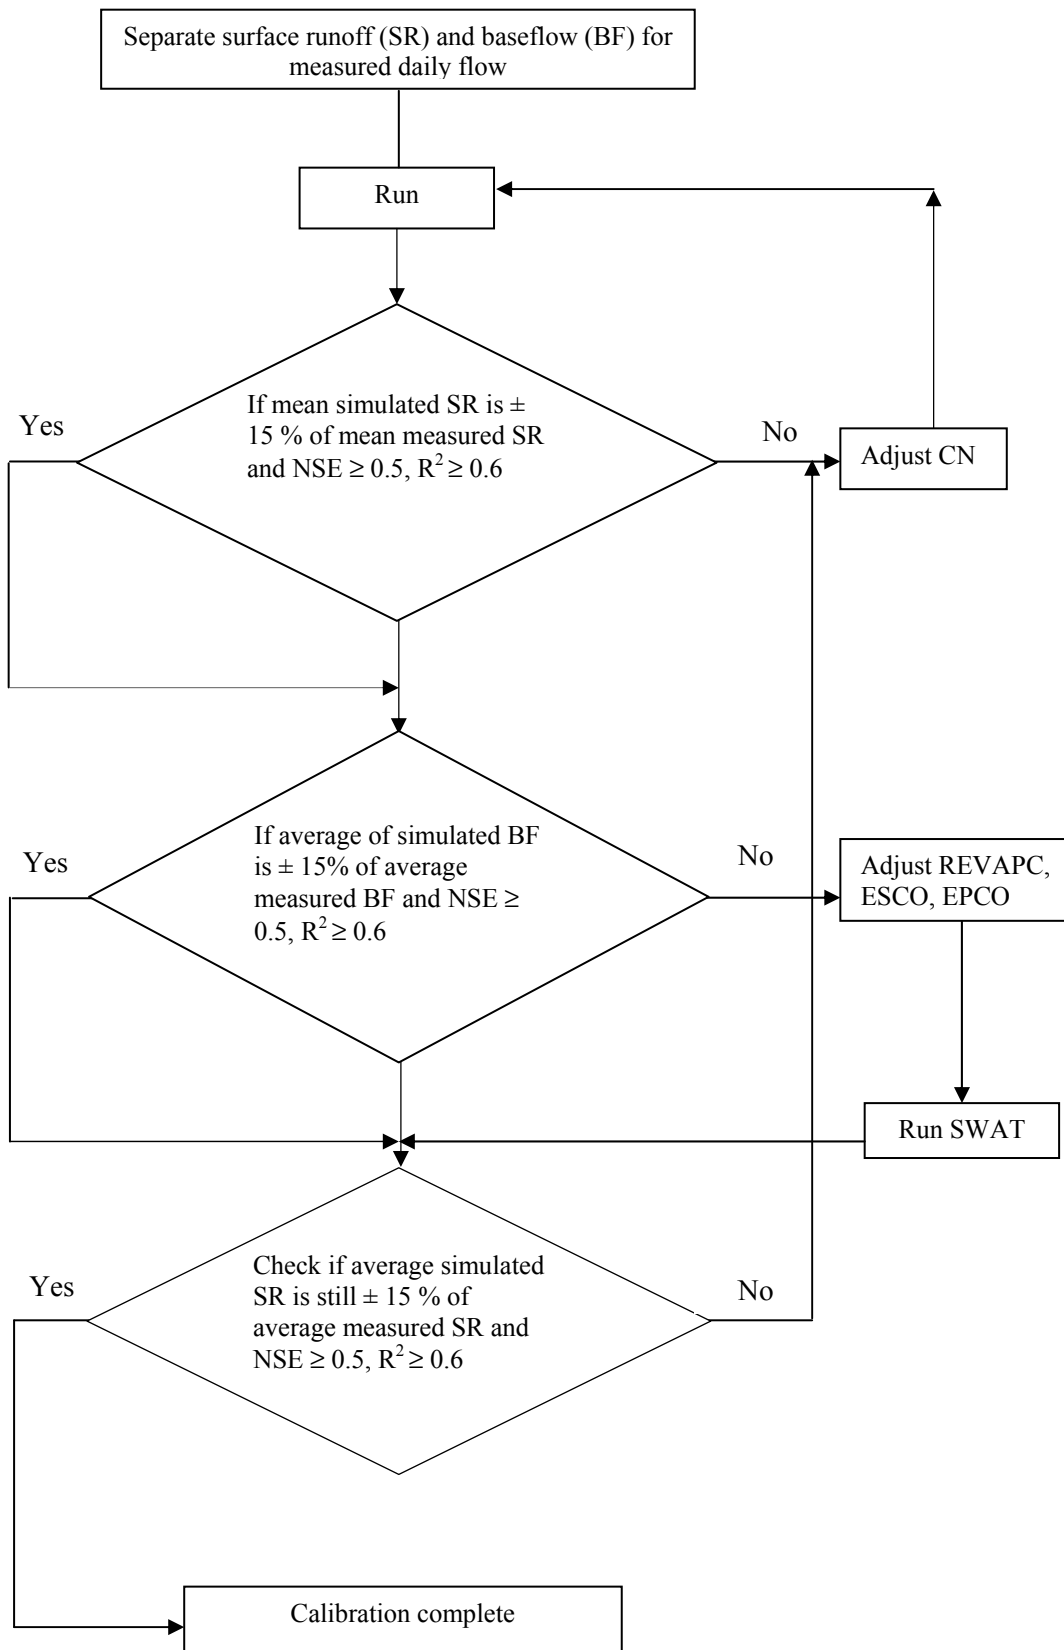 Separate surface runoff (SR) and baseflow (BF) for
measured daily flow
Run
If mean simulated SR is ±
15 % of mean measured SR
and NSE ≥ 0.5, R² ≥ 0.6
Yes
No
Adjust CN
If average of simulated BF
is ± 15% of average
measured BF and NSE ≥
0.5, R² ≥ 0.6
Yes
No
Adjust REVAPC,
ESCO, EPCO
Run SWAT
Check if average simulated
SR is still ± 15 % of
average measured SR and
NSE ≥ 0.5, R² ≥ 0.6
Yes
No
Calibration complete